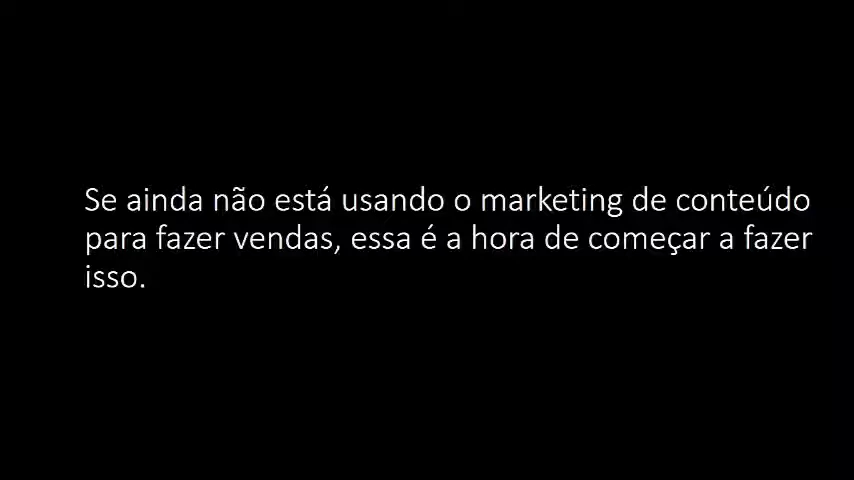 Se ainda não está usando o marketing de conteúdo
para fazer vendas, essa é a hora de começar a fazer
isso.